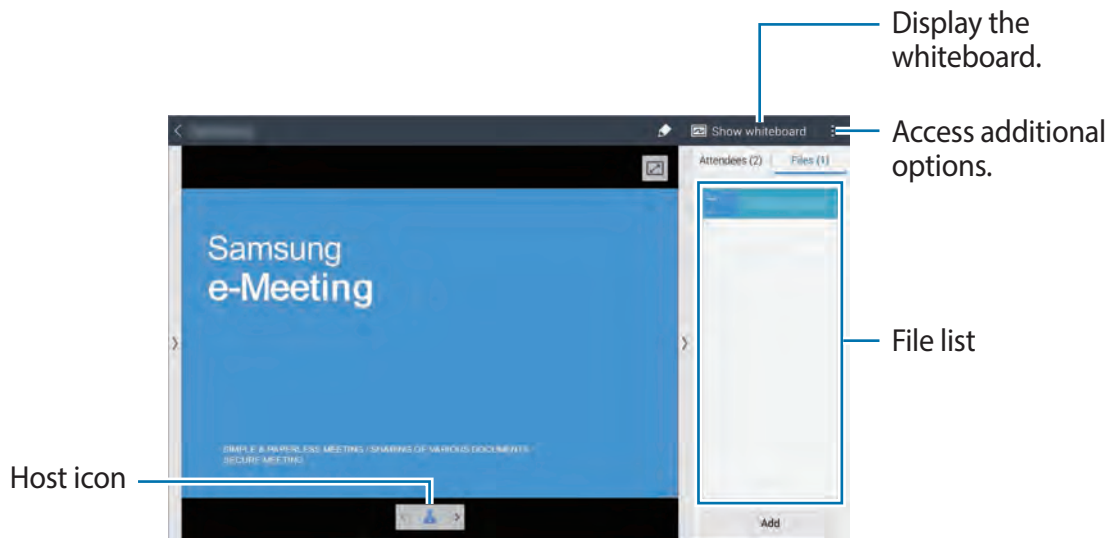 Display the
whiteboard.
Show whiteboard
Access additional
options.
Attendees (2)
Files (1)
Samsung
e-Meeting
File list
SIMPLE & PAPERLESS MEETING / SHARING OF VARIOUS DOCUMENTS /
SECURE MEETING
Host icon
Add